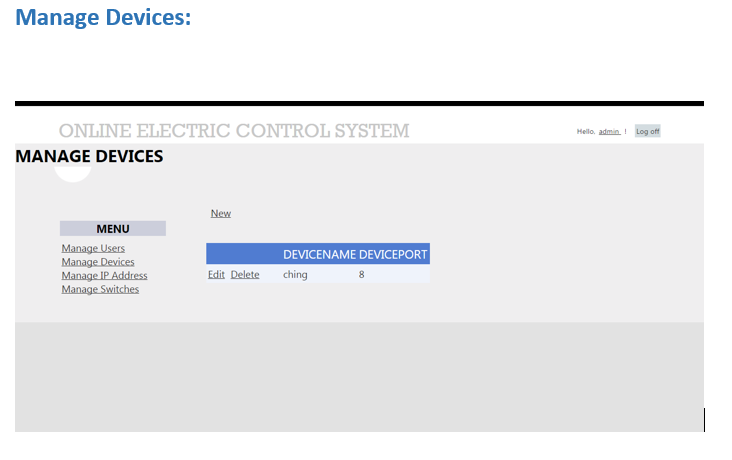 Manage Devices:
ONLINE ELECTRIC CONTROL SYSTEM
Hello, admin ! Log off
MANAGE DEVICES
New
MENU
Manage Users
Manage Devices
Manage IP Address
Manage Switches
DEVICENAME DEVICEPORT
Edit Delete ching 8